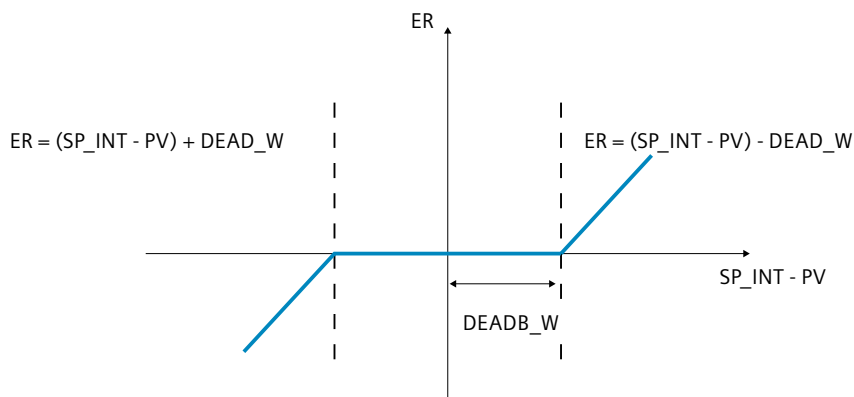 ER
ER = (SP_INT - PV) + DEAD_W
ER = (SP_INT - PV) - DEAD_W
SP_INT - PV
DEADB_W